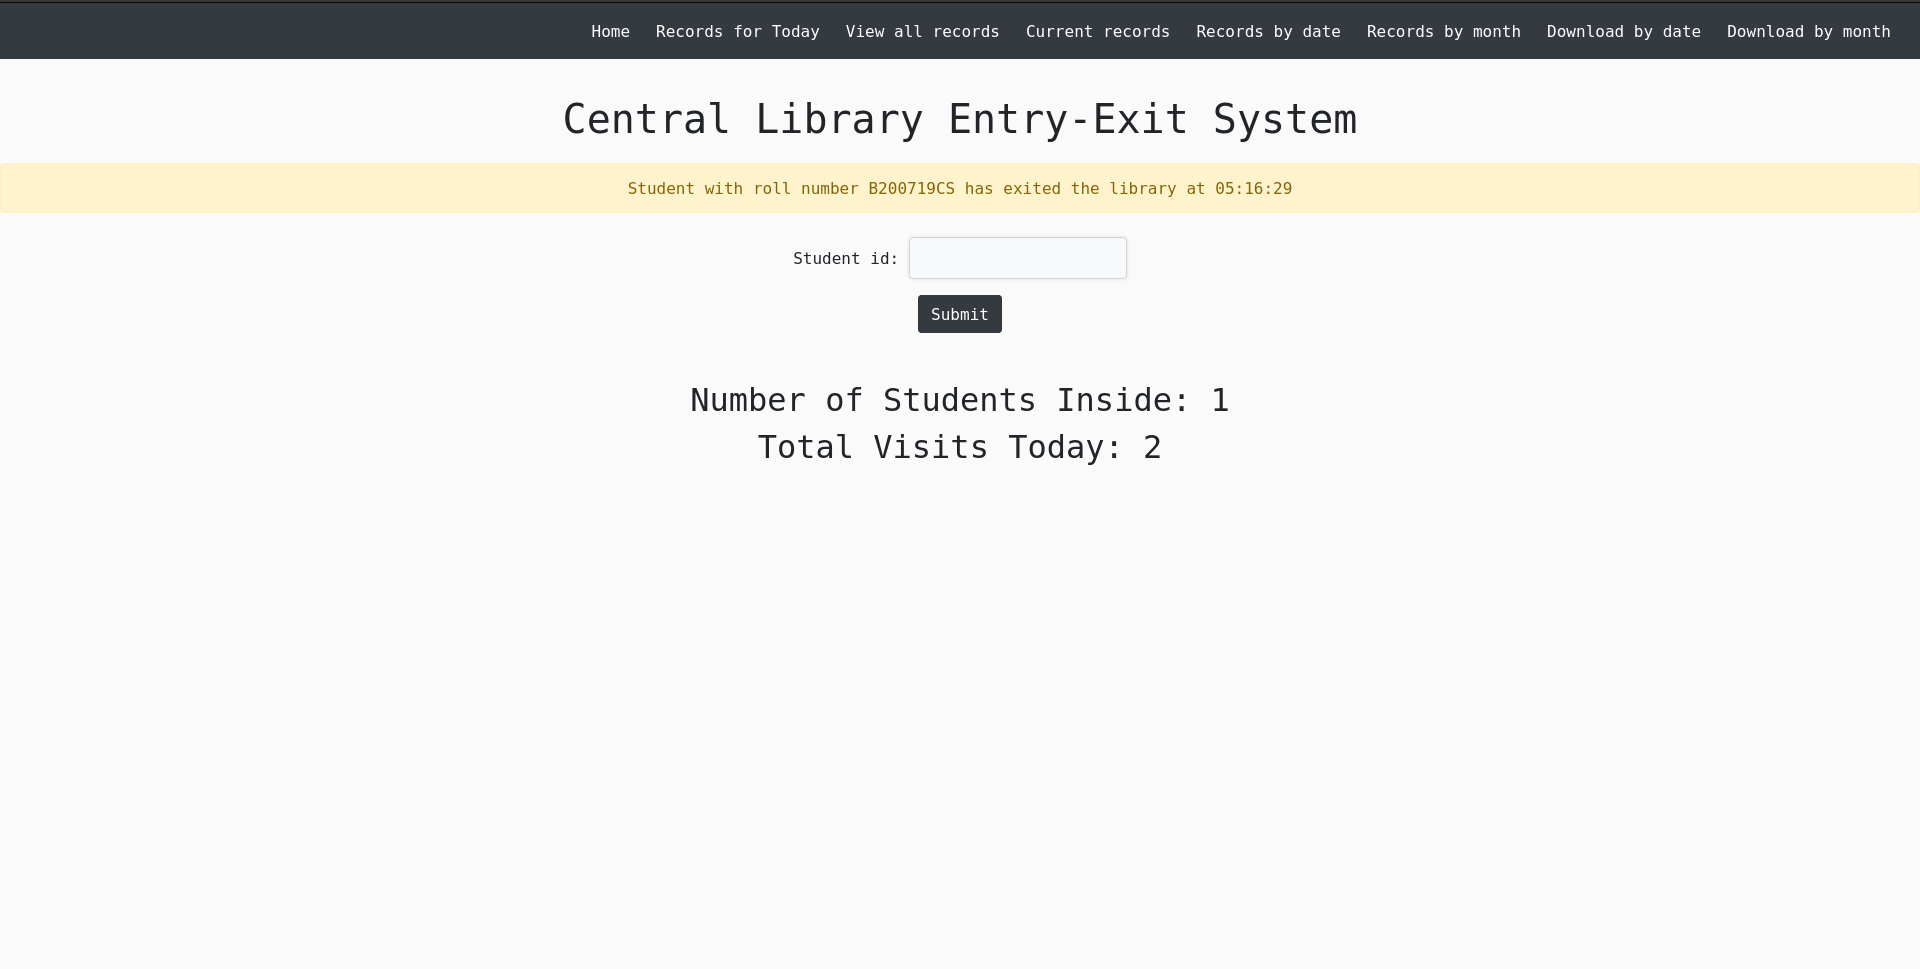 Home Records for Today View all records Current records Records by date Records by month Download by date Download by month
Central Library Entry-Exit System
Student with roll number B200719CS has exited the library at 05:16:29
Student id:
Submit
Number of Students Inside: 1
Total Visits Today: 2